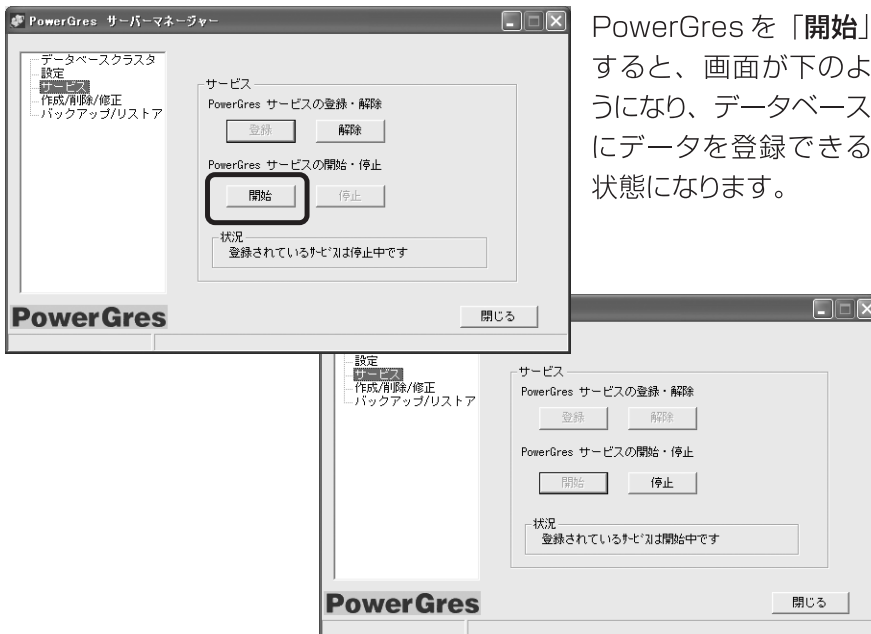 PowerGres サーバーマネージャー
データベースクラスタ
設定
サービス
作成/削除/修正
バックアップ/リストア
サービス
PowerGres サービスの登録・解除
登録 解除
PowerGres サービスの開始・停止
開始 停止
状況
登録されているｻｰﾋﾞｽは停止中です
PowerGres
閉じる
PowerGresを「開始」
すると、画面が下のよ
うになり、データベース
にデータを登録できる
状態になります。
設定
サービス
作成/削除/修正
バックアップ/リストア
サービス
PowerGres サービスの登録・解除
登録 解除
PowerGres サービスの開始・停止
開始 停止
状況
登録されているｻｰﾋﾞｽは開始中です
PowerGres
閉じる